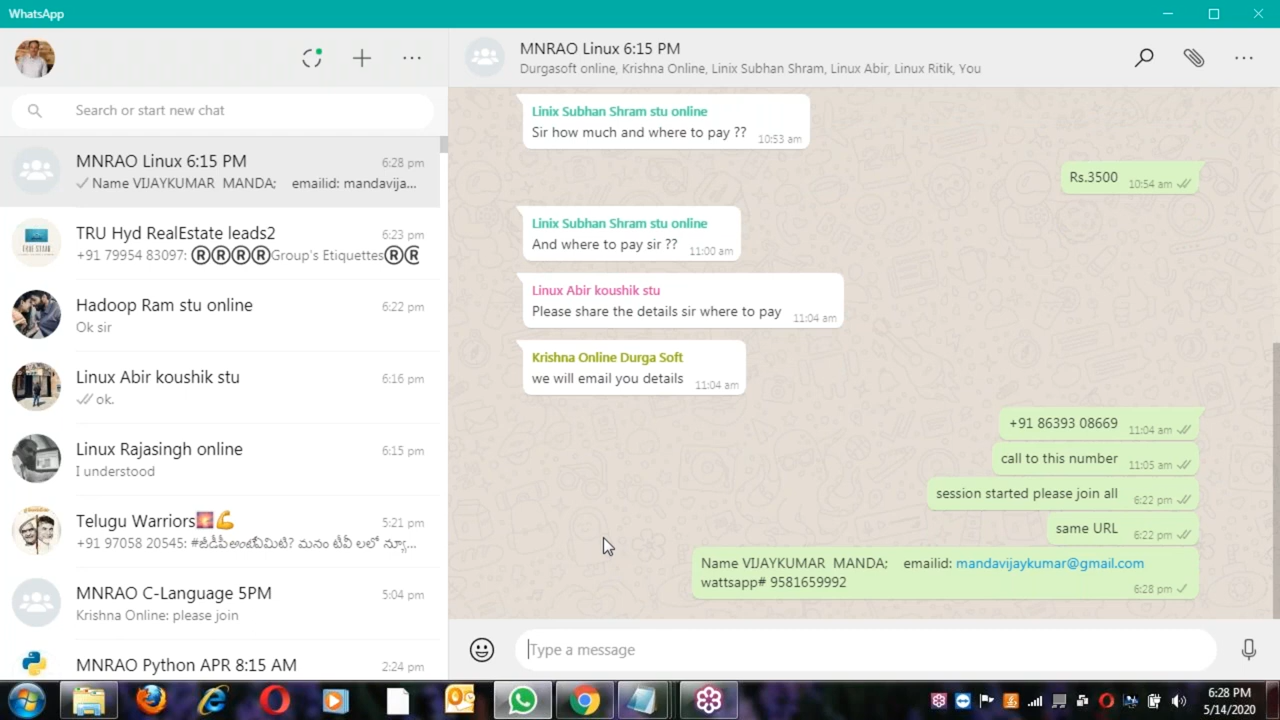 WhatsApp
Search or start new chat
MNRAO Linux 6:15 PM
6:28 pm
Name VIJAYKUMAR MANDA; emailid: mandavija...
TRU Hyd RealEstate leads2
6:23 pm
+91 79954 83097: ®®®®Group's Etiquettes®®
Hadoop Ram stu online
6:22 pm
Ok sir
Linux Abir koushik stu
6:16 pm
ok.
Linux Rajasingh online
6:15 pm
I understood
Telugu Warriors
5:21 pm
+91 97058 20545: #జీడీపీఅంటేఏమిటి? మనం టీవీ లలో న్యూ...
MNRAO C-Language 5PM
5:04 pm
Krishna Online: please join
MNRAO Python APR 8:15 AM
2:24 pm
MNRAO Linux 6:15 PM
Durgasoft online, Krishna Online, Linix Subhan Shram, Linux Abir, Linux Ritik, You
Linix Subhan Shram stu online
Sir how much and where to pay ??
10:53 am
Rs.3500
10:54 am
Linix Subhan Shram stu online
And where to pay sir ??
11:00 am
Linux Abir koushik stu
Please share the details sir where to pay
11:04 am
Krishna Online Durga Soft
we will email you details
11:04 am
+91 86393 08669
11:04 am
call to this number
11:05 am
session started please join all
6:22 pm
same URL
6:22 pm
Name VIJAYKUMAR MANDA; emailid: mandavijaykumar@gmail.com
wattsapp# 9581659992
6:28 pm
Type a message
6:28 PM
5/14/2020